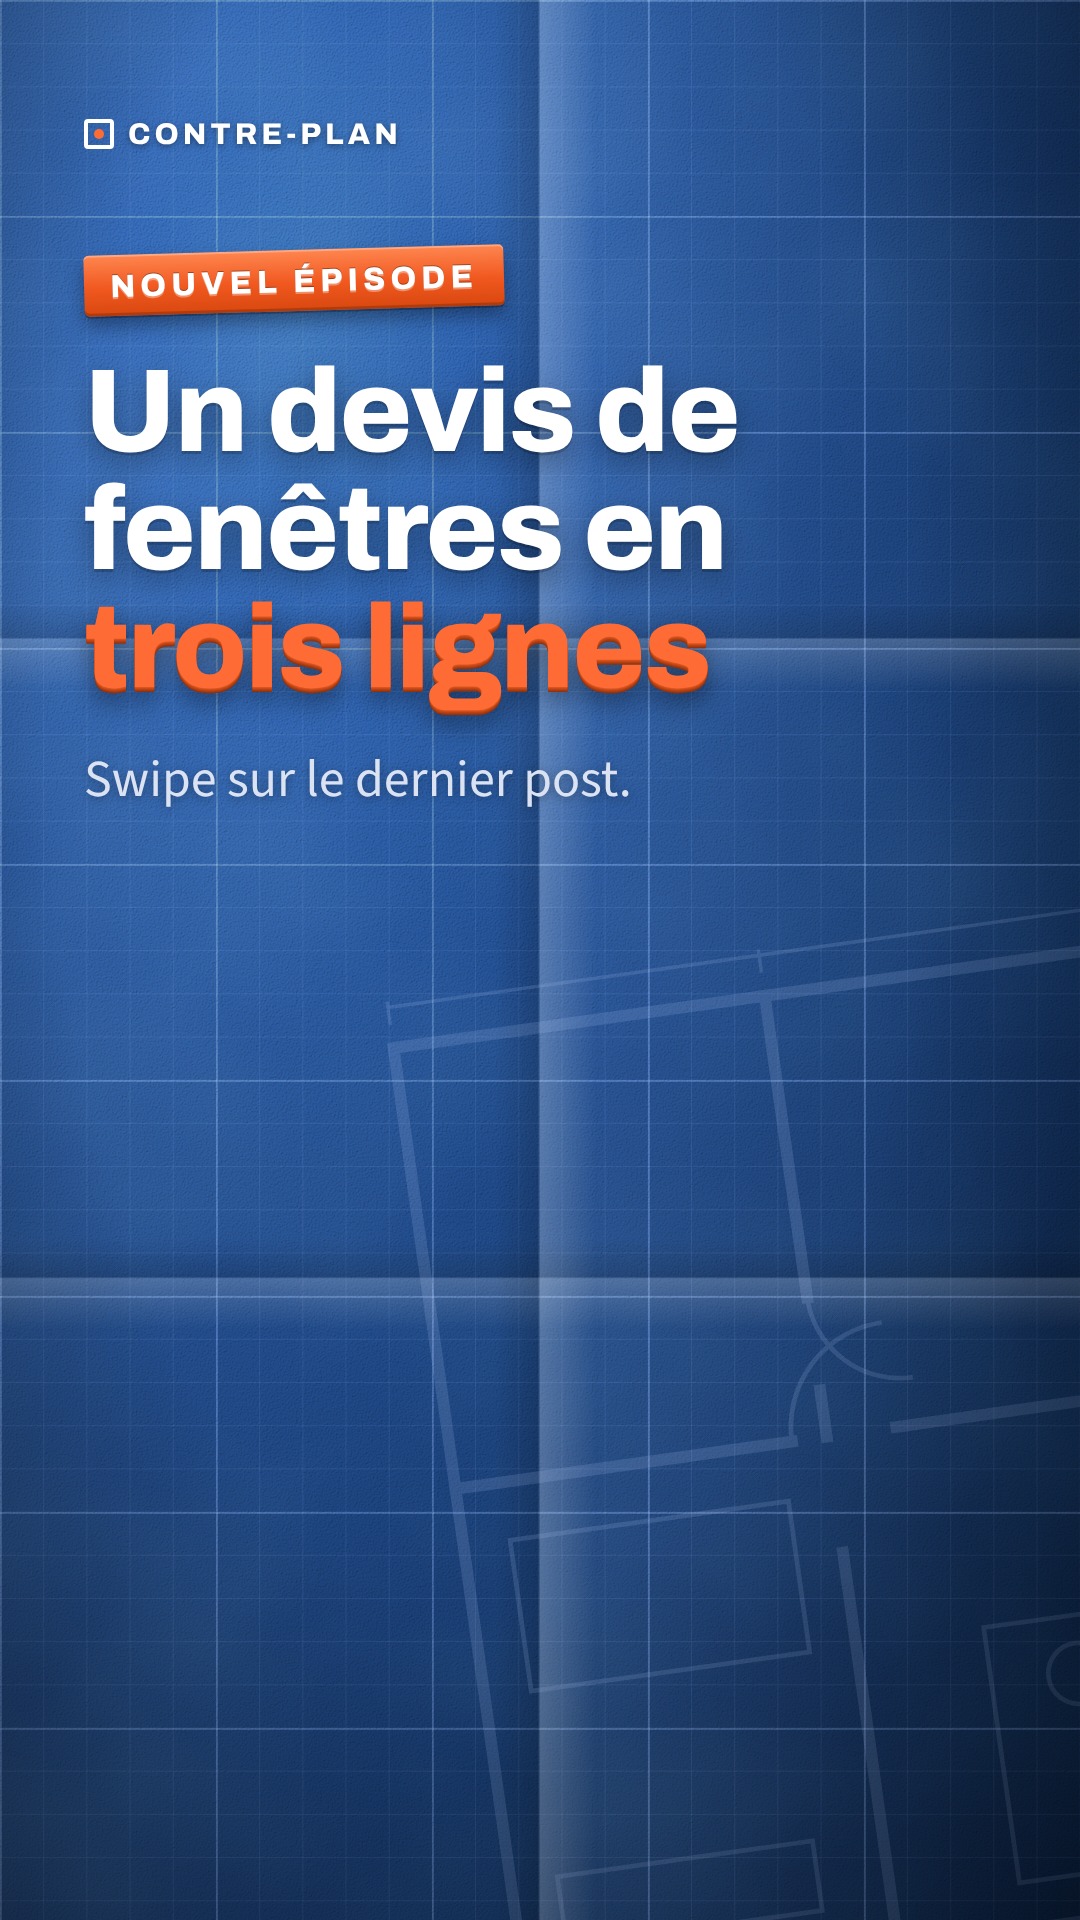 CONTRE-PLAN
NOUVEL ÉPISODE
Un devis de
fenêtres en
trois lignes
Swipe sur le dernier post.